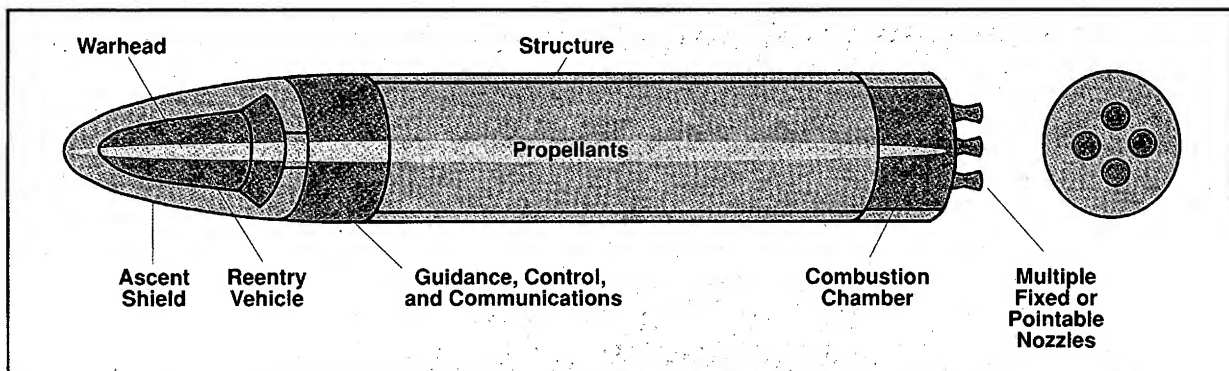 Warhead
Structure
Propellants
Ascent
Shield
Reentry
Vehicle
Guidance, Control,
and Communications
Combustion
Chamber
Multiple
Fixed or
Pointable
Nozzles